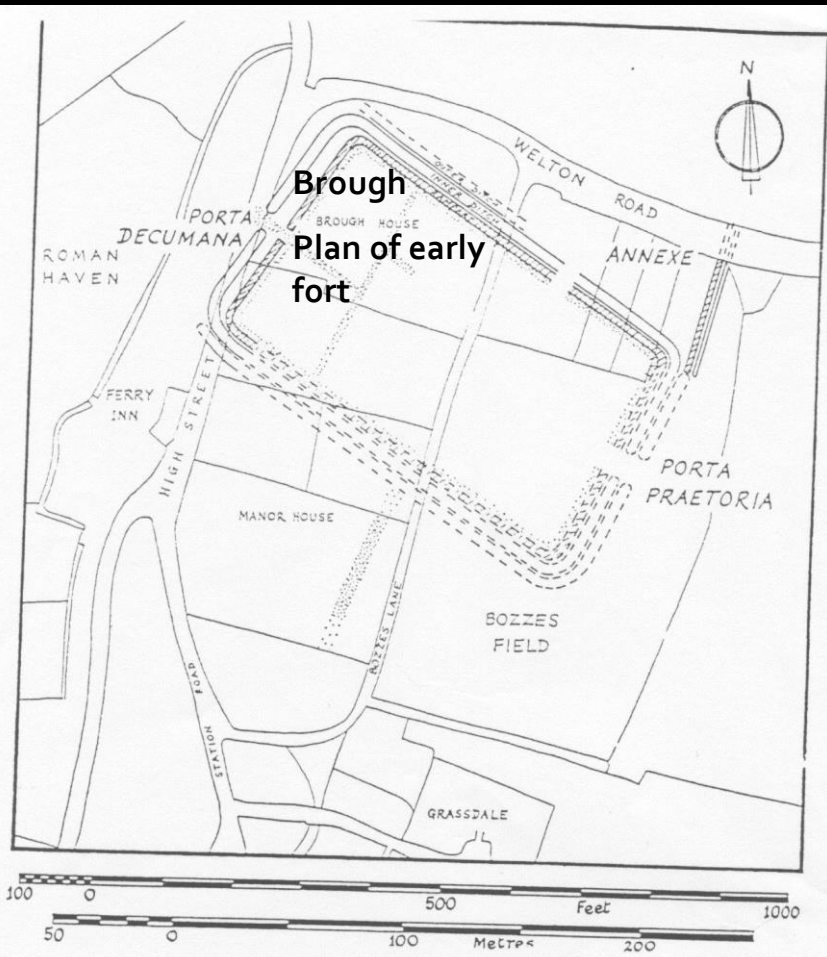 N
WELTON ROAD
Brough
BROUGH HOUSE
Plan of early
fort
PORTA
DECUMANA
ROMAN
HAVEN
INNER DITCH
ANNEXE
FERRY
INN
HIGH STREET
PORTA
PRAETORIA
MANOR HOUSE
BOZZES LANE
BOZZES
FIELD
STATION ROAD
GRASSDALE
100 0 500 Feet 1000
50 0 100 Metres 200